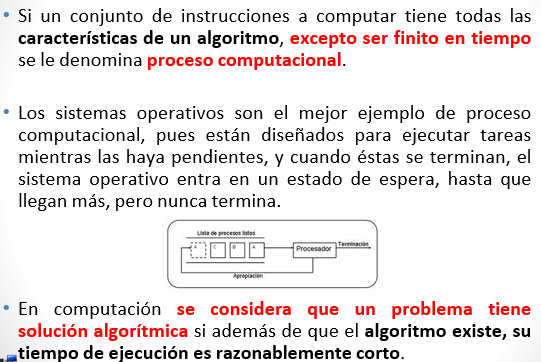 • Si un conjunto de instrucciones a computar tiene todas las
características de un algoritmo, excepto ser finito en tiempo
se le denomina proceso computacional.
• Los sistemas operativos son el mejor ejemplo de proceso
computacional, pues están diseñados para ejecutar tareas
mientras las haya pendientes, y cuando éstas se terminan, el
sistema operativo entra en un estado de espera, hasta que
llegan más, pero nunca termina.
Lista de procesos listos
A C B A Procesador Terminación
Apropiación
• En computación se considera que un problema tiene
solución algorítmica si además de que el algoritmo existe, su
tiempo de ejecución es razonablemente corto.